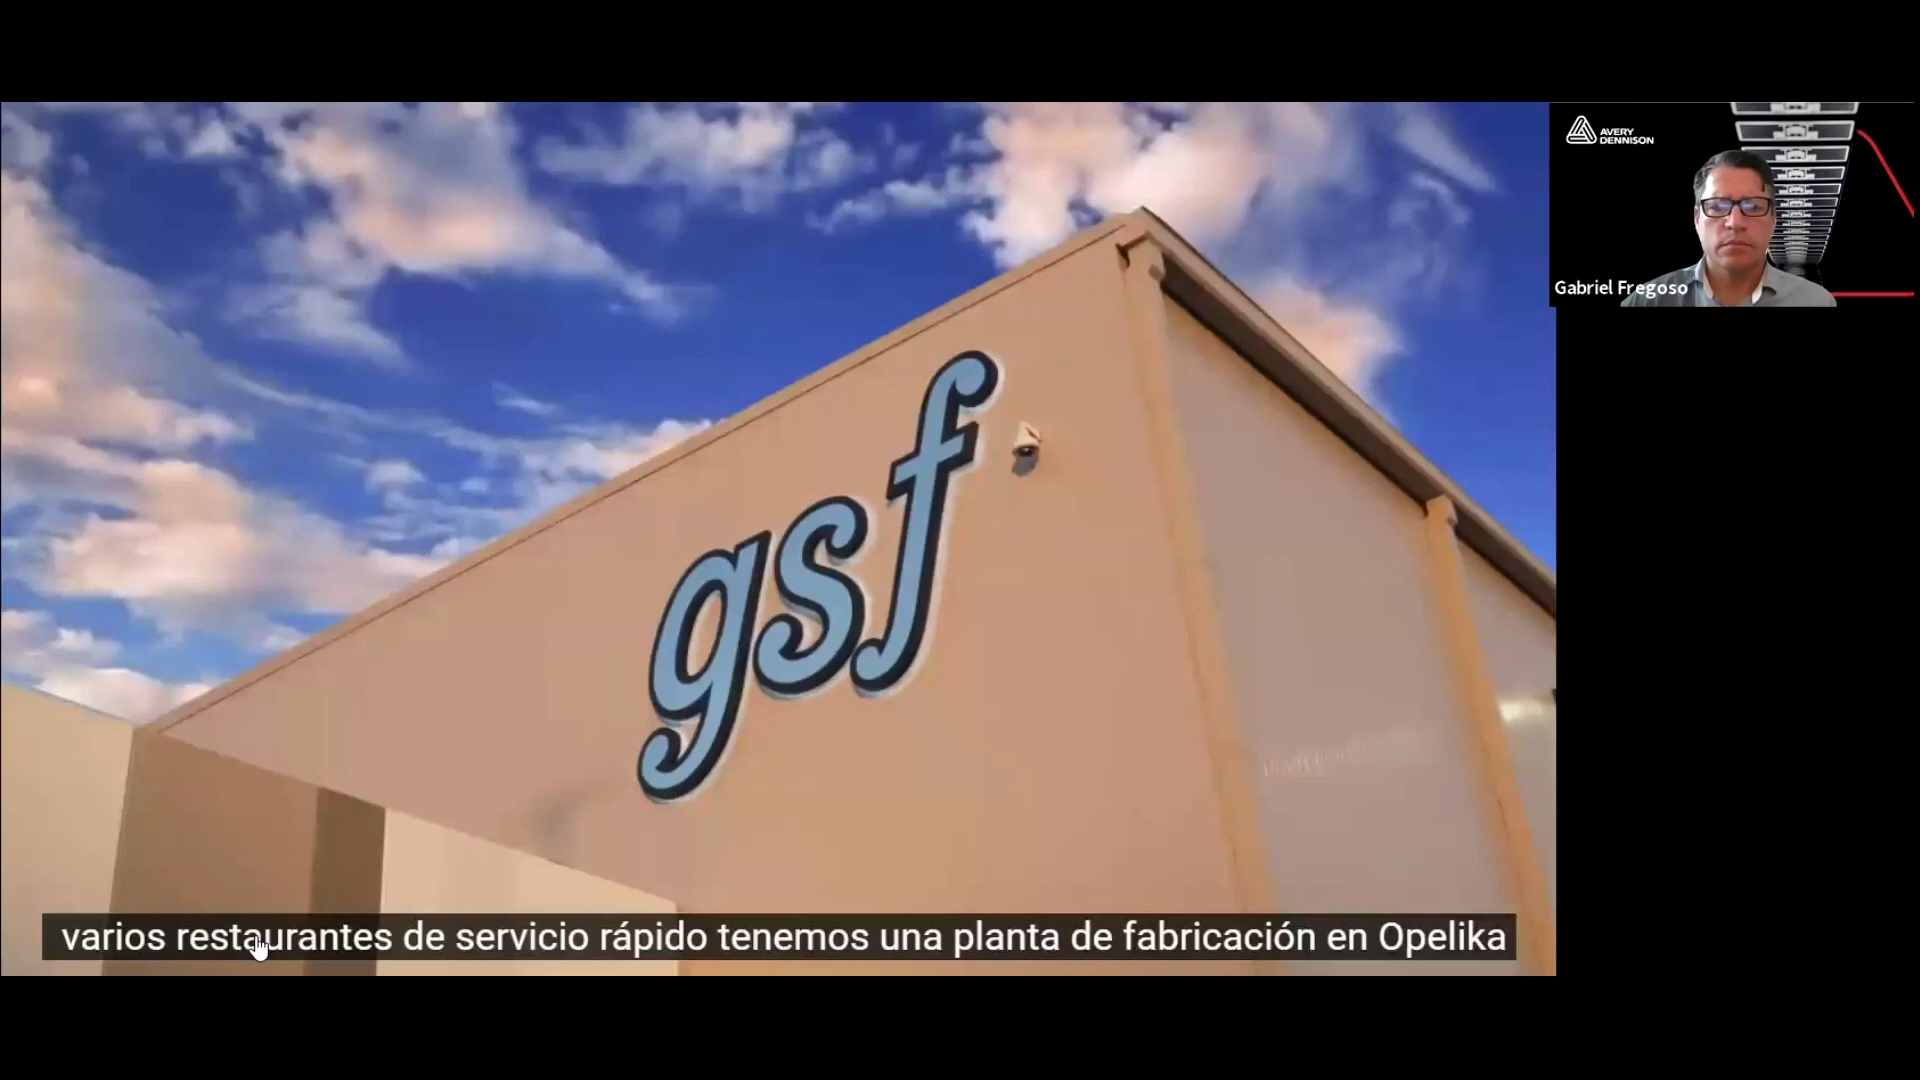 AVERY
DENNISON
Gabriel Fregoso
gsf
varios restaurantes de servicio rápido tenemos una planta de fabricación en Opelika